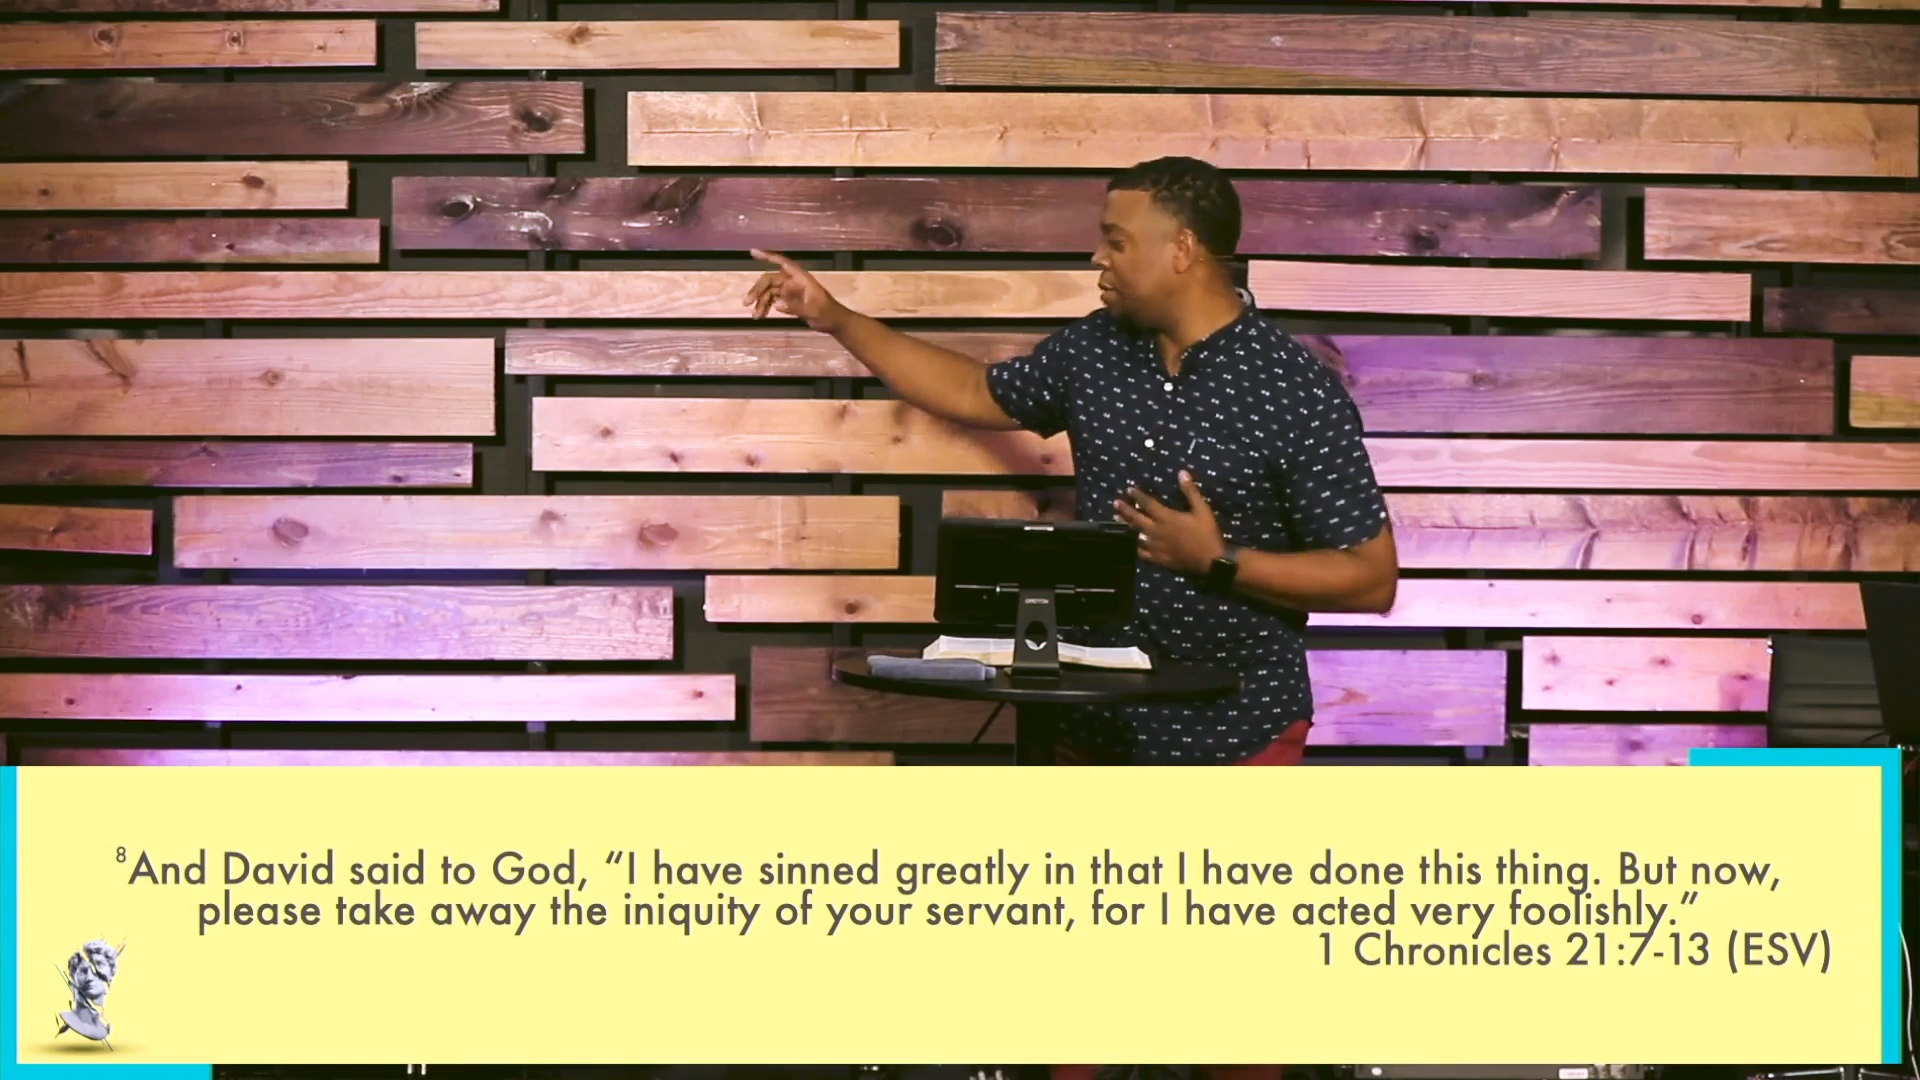 ⁸And David said to God, “I have sinned greatly in that I have done this thing. But now,
please take away the iniquity of your servant, for I have acted very foolishly.”
1 Chronicles 21:7-13 (ESV)